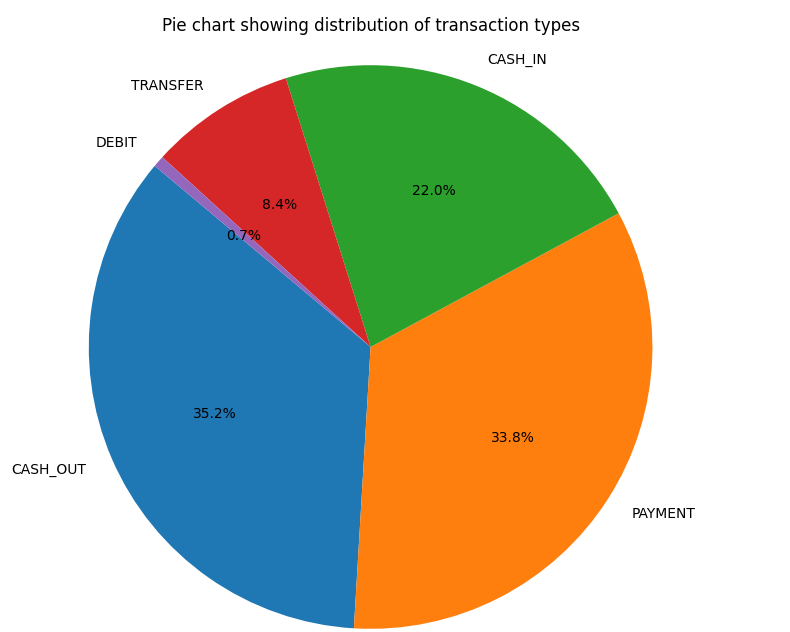 Pie chart showing distribution of transaction types
CASH_IN
TRANSFER
DEBIT
22.0%
8.4%
0.7%
35.2%
33.8%
CASH_OUT
PAYMENT